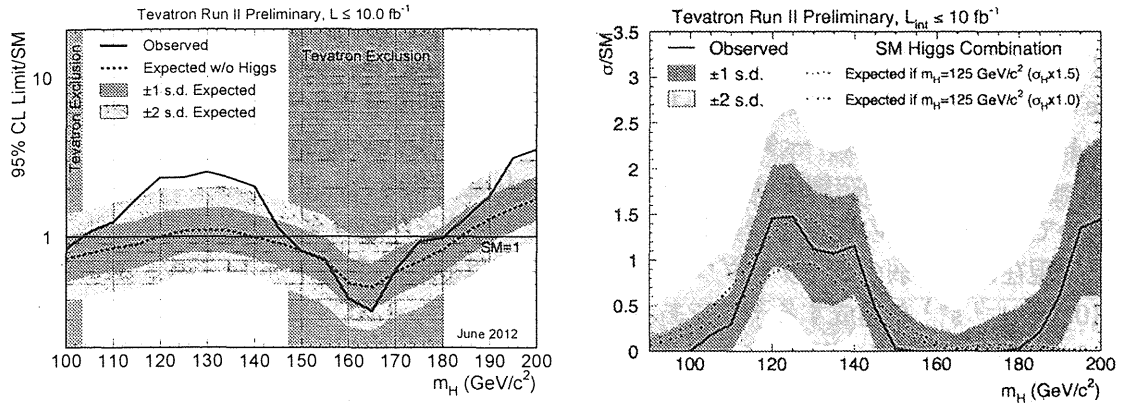 Tevatron Run II Preliminary, L ≤ 10.0 fb⁻¹
95% CL Limit/SM
10
1
Tevatron Exclusion
Observed
Expected w/o Higgs
±1 s.d. Expected
±2 s.d. Expected
Tevatron Exclusion
SM=1
June 2012
100 110 120 130 140 150 160 170 180 190 200
m_H (GeV/c²)
Tevatron Run II Preliminary, L_int ≤ 10 fb⁻¹
σ/SM
3.5
3
2.5
2
1.5
1
0.5
0
Observed
±1 s.d.
±2 s.d.
SM Higgs Combination
Expected if m_H=125 GeV/c² (σ_H x1.5)
Expected if m_H=125 GeV/c² (σ_H x1.0)
100 120 140 160 180 200
m_H (GeV/c²)